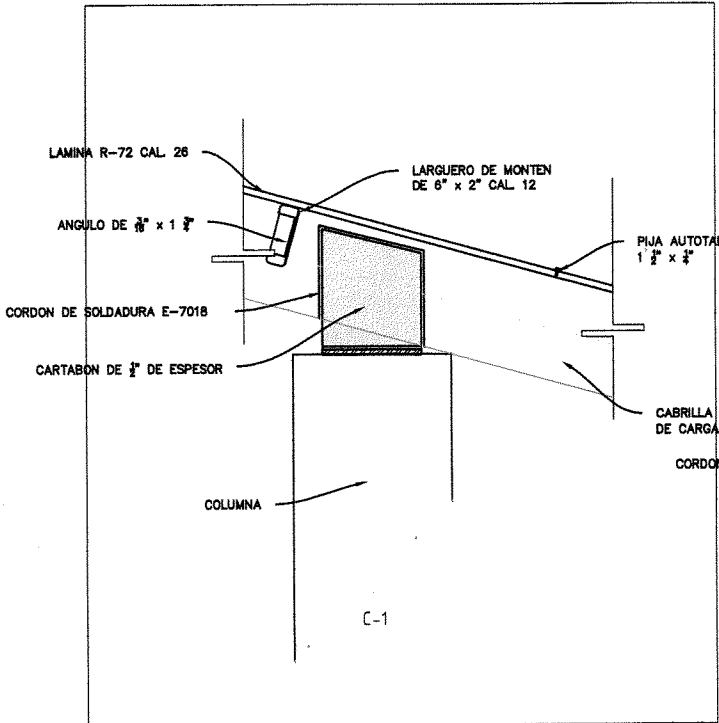 LAMINA R-72 CAL. 26
LARGUERO DE MONTEN
DE 6" x 2" CAL. 12
ANGULO DE 3/16" x 1 3/4"
PIJA AUTOTA
1 1/2" x 1/4"
CORDON DE SOLDADURA E-7018
CARTABON DE 1/2" DE ESPESOR
CABRILLA
DE CARGA
CORDO
COLUMNA
C-1